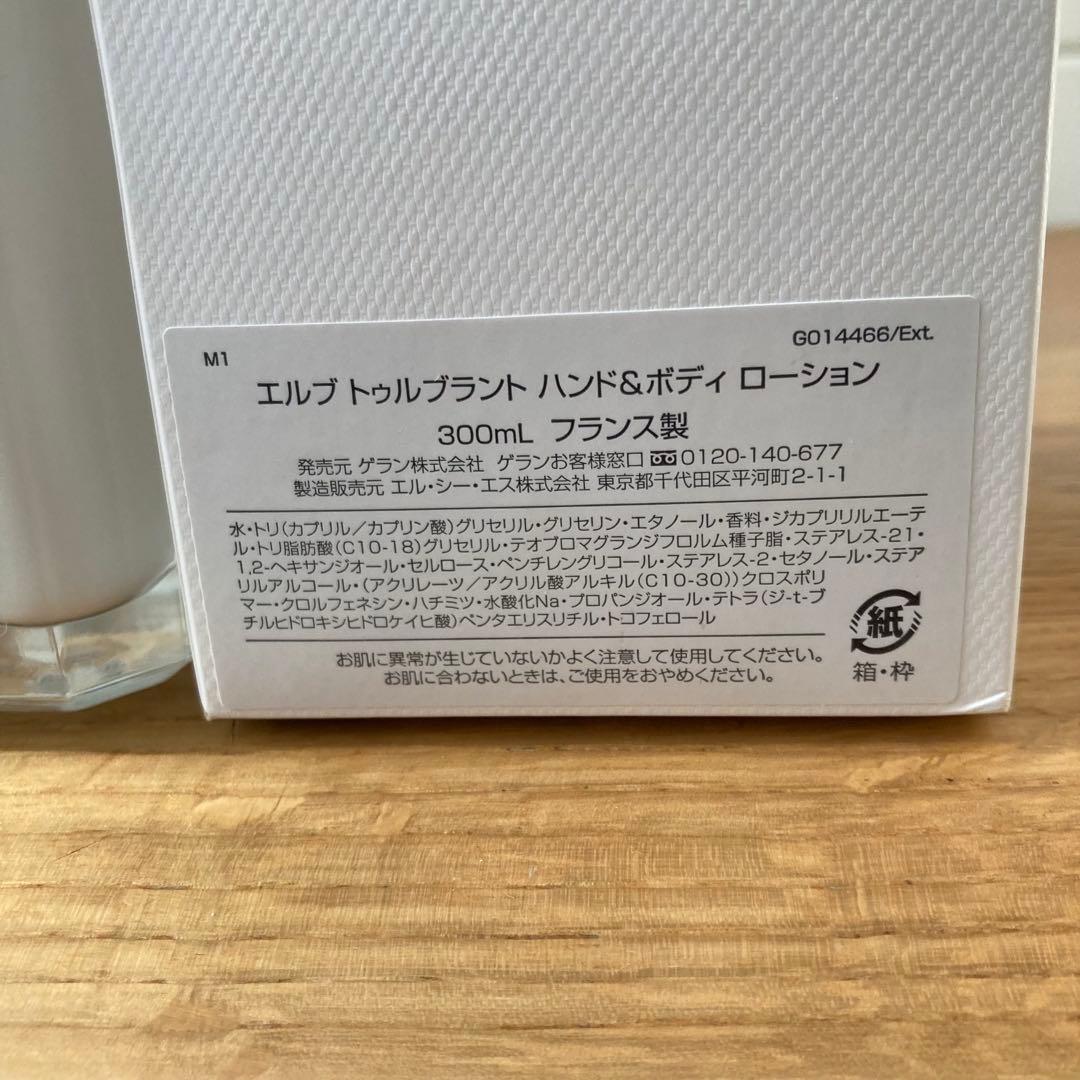 M1
G014466/Ext.
エルブ トゥルブラント ハンド&ボディ ローション
300mL フランス製
発売元 ゲラン株式会社 ゲランお客様窓口 0120-140-677
製造販売元 エル・シー・エス株式会社 東京都千代田区平河町2-1-1
水・トリ(カプリル/カプリン酸)グリセリル・グリセリン・エタノール・香料・ジカプリリルエーテ
ル・トリ脂肪酸(C10-18)グリセリル・テオブロマグランジフロルム種子脂・ステアレス-21・
1,2-ヘキサンジオール・セルロース・ペンチレングリコール・ステアレス-2・セタノール・ステア
リルアルコール・(アクリレーツ/アクリル酸アルキル(C10-30))クロスポリ
マー・クロルフェネシン・ハチミツ・水酸化Na・プロパンジオール・テトラ(ジ-t-ブ
チルヒドロキシヒドロケイヒ酸)ペンタエリスリチル・トコフェロール
お肌に異常が生じていないかよく注意して使用してください。
お肌に合わないときは、ご使用をおやめください。
紙
箱・枠